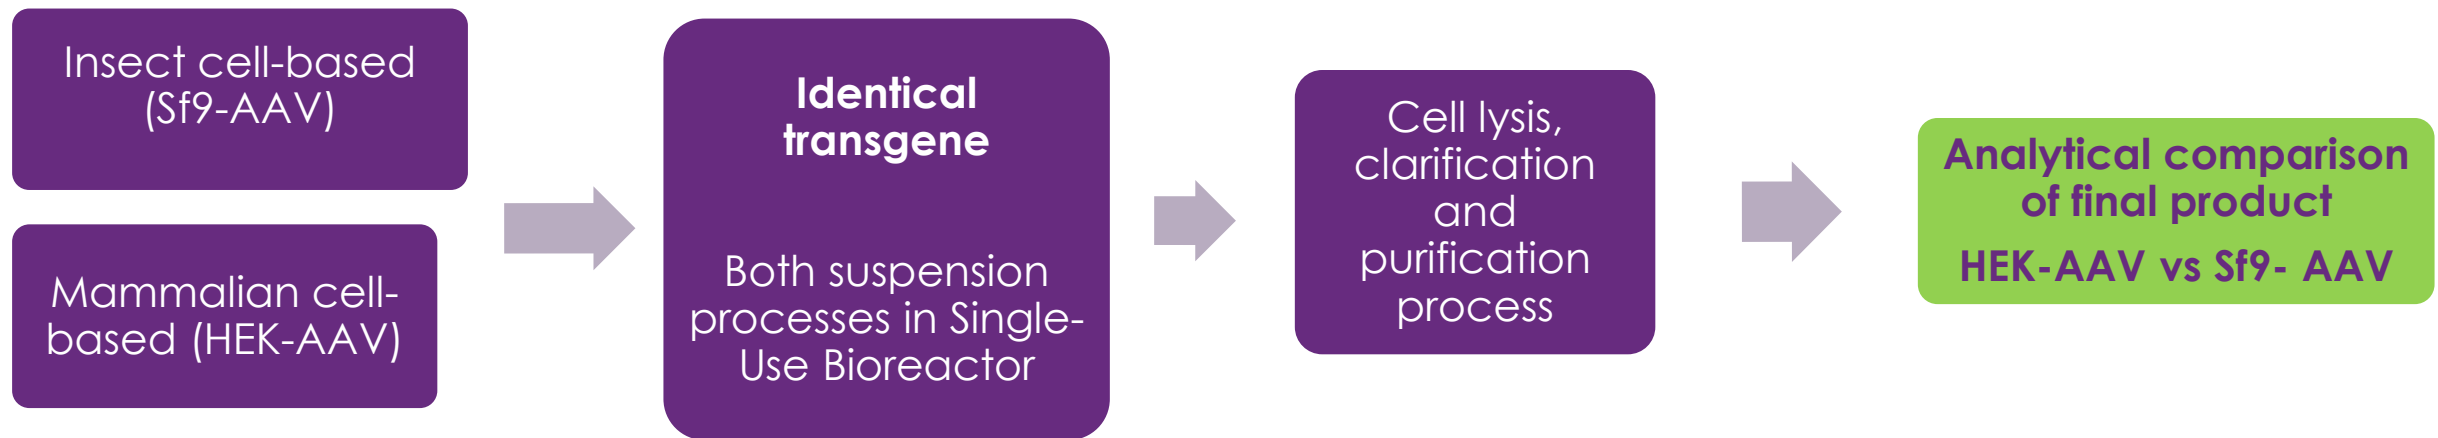 Insect cell-based
(Sf9-AAV)
Mammalian cell-
based (HEK-AAV)
Identical
transgene
Both suspension
processes in Single-
Use Bioreactor
Cell lysis,
clarification
and
purification
process
Analytical comparison
of final product
HEK-AAV vs Sf9- AAV